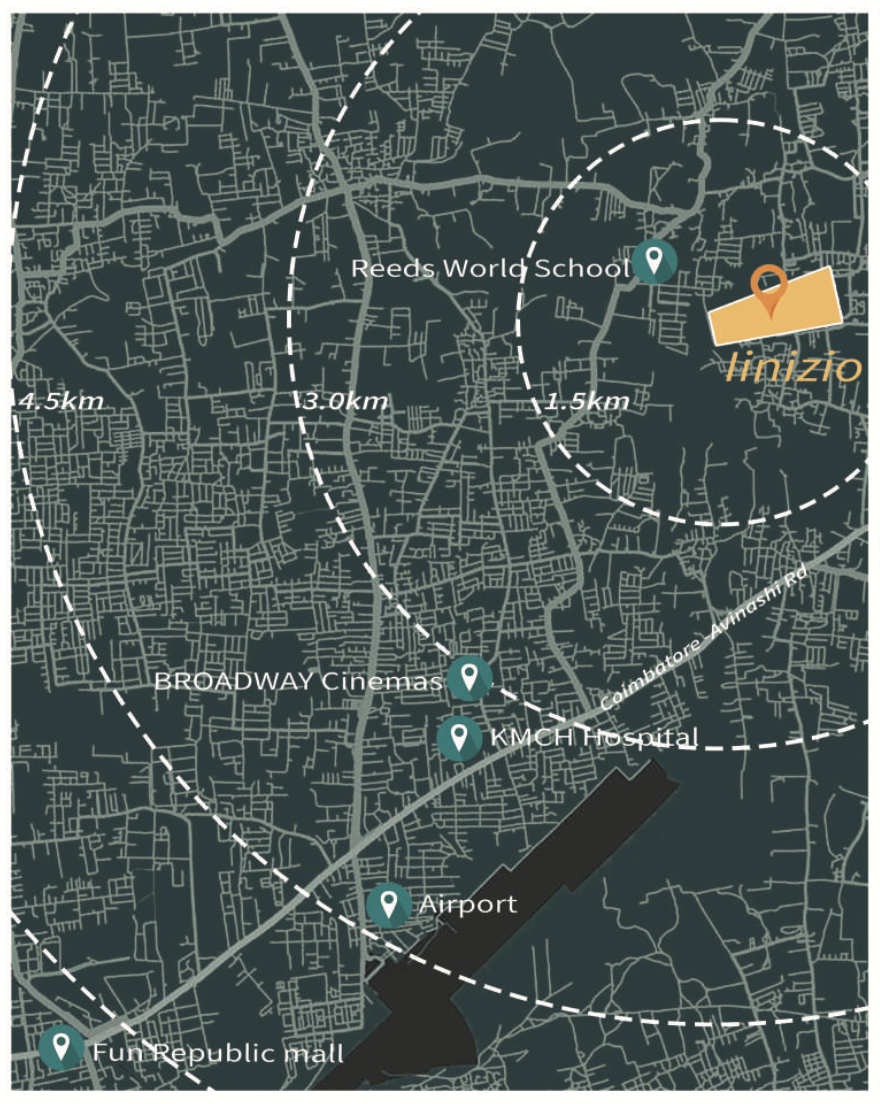 Reeds World School
linizio
4.5km
3.0km
1.5km
Coimbatore -Avinashi Rd
BROADWAY Cinemas
KMCH Hospital
Airport
Fun Republic mall